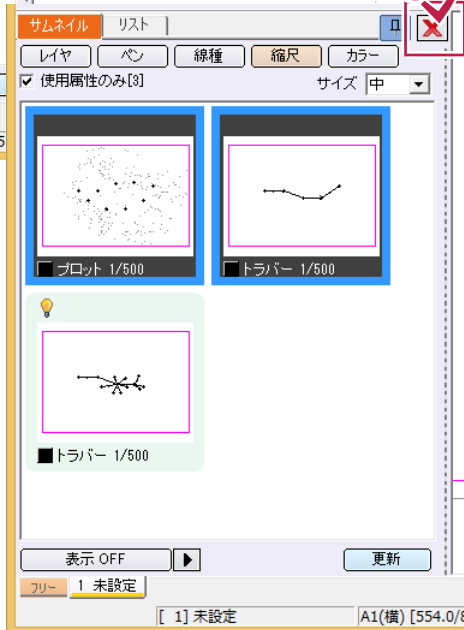 サムネイル リスト
レイヤ ペン 線種 縮尺 カラー
使用属性のみ[3] サイズ 中
プロット 1/500 トラバー 1/500
トラバー 1/500
表示 OFF 更新
フリー 1 未設定
[ 1] 未設定 A1(横) [554.0/8